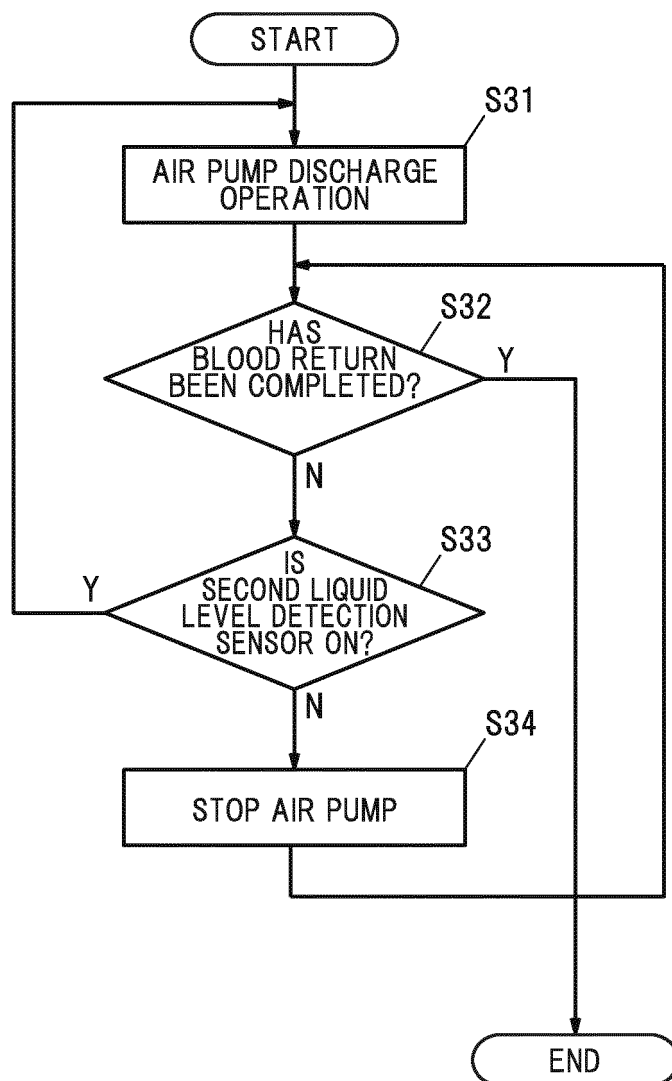 START
S31
AIR PUMP DISCHARGE
OPERATION
S32
HAS
BLOOD RETURN
BEEN COMPLETED?
Y
N
S33
IS
SECOND LIQUID
LEVEL DETECTION
SENSOR ON?
Y
N
S34
STOP AIR PUMP
END